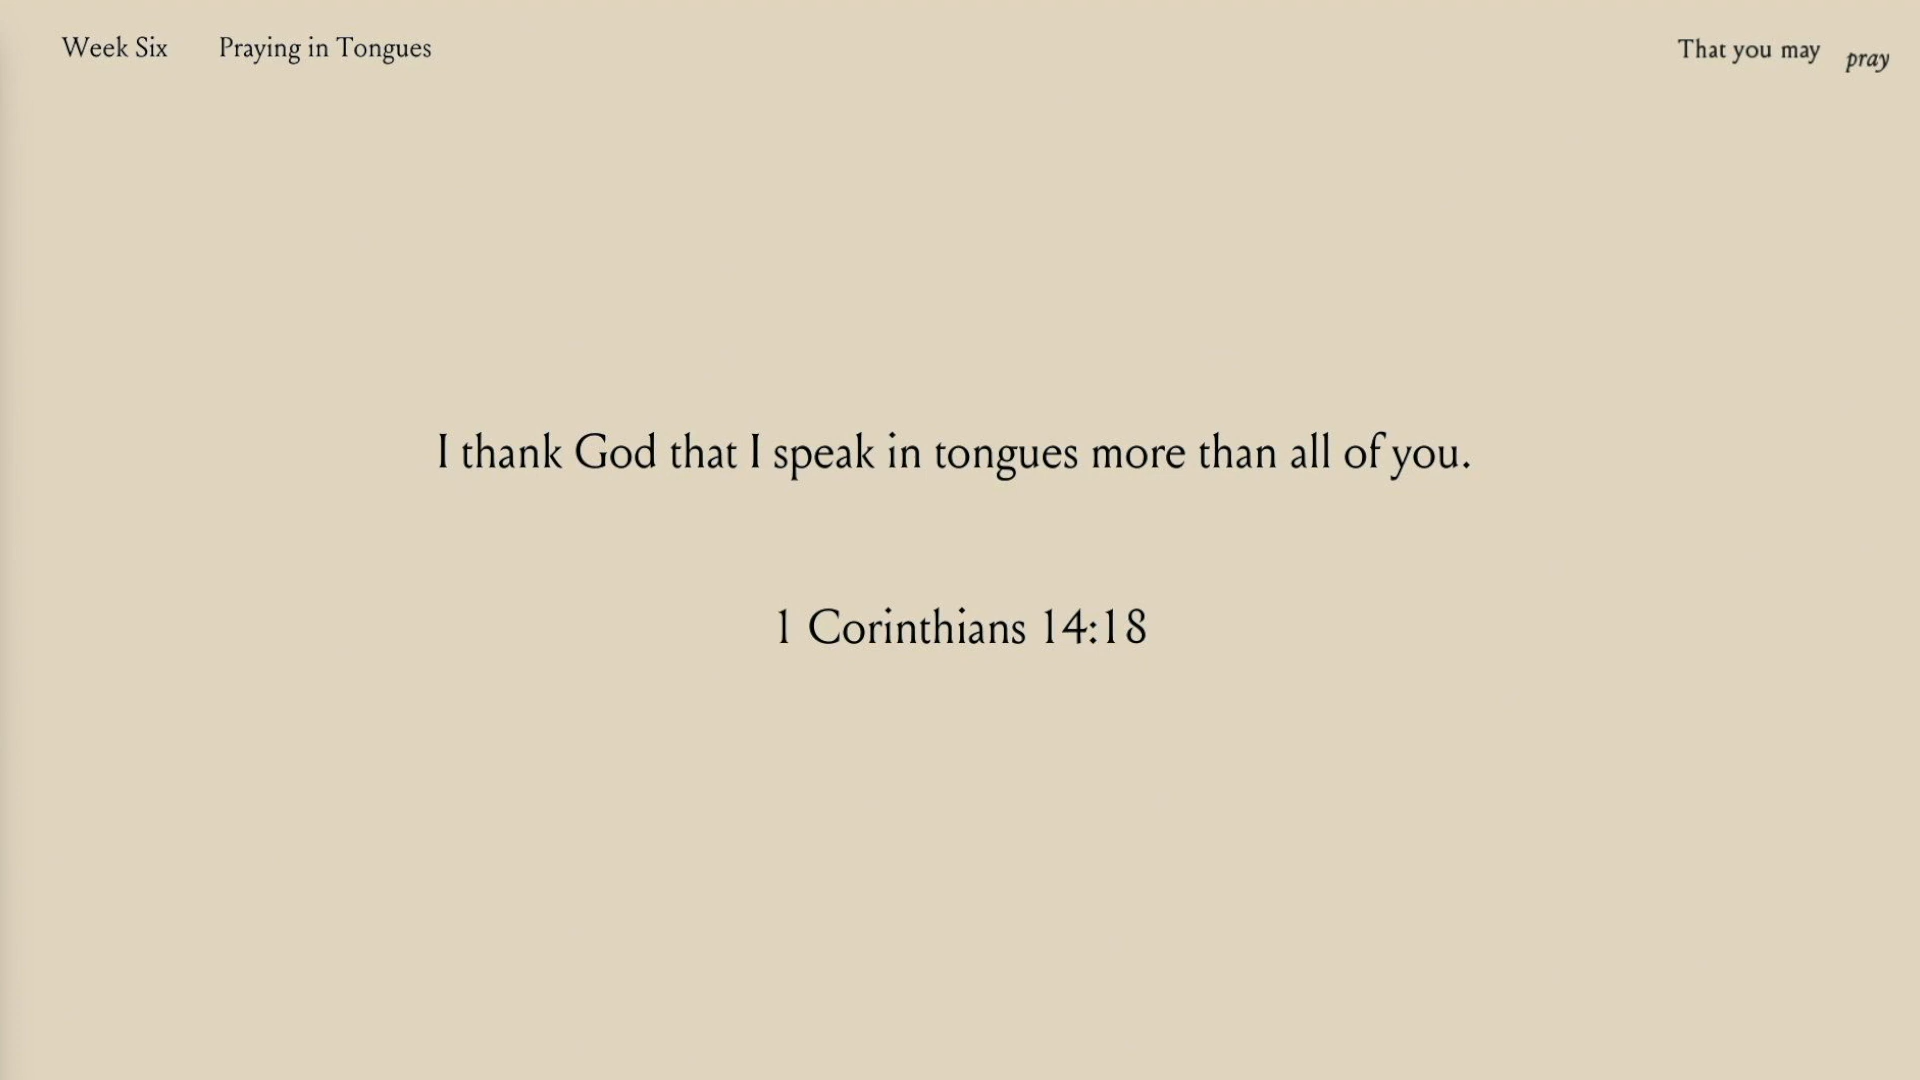 Week Six Praying in Tongues
That you may pray
I thank God that I speak in tongues more than all of you.
1 Corinthians 14:18